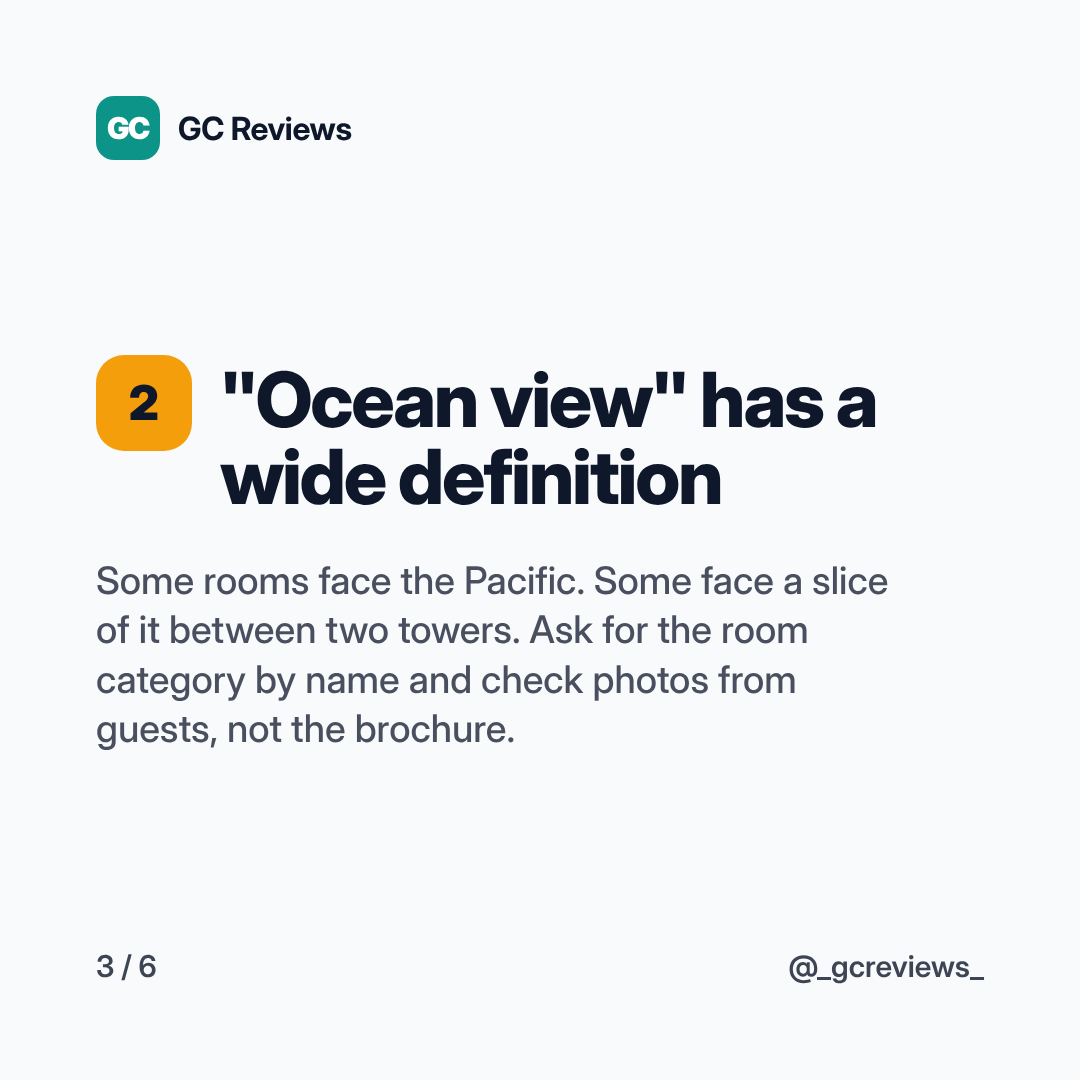 GC GC Reviews
2 "Ocean view" has a
wide definition
Some rooms face the Pacific. Some face a slice
of it between two towers. Ask for the room
category by name and check photos from
guests, not the brochure.
3 / 6 @_gcreviews_